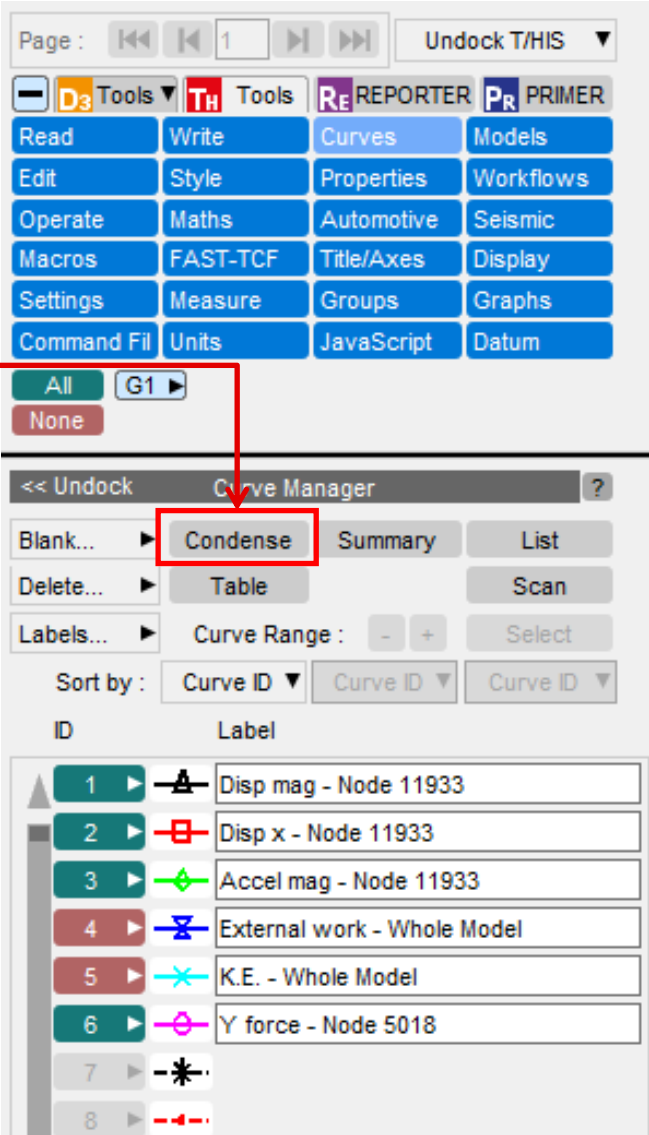 Page : 1 Undock T/HIS
D3 Tools TH Tools RE REPORTER PR PRIMER
Read Write Curves Models
Edit Style Properties Workflows
Operate Maths Automotive Seismic
Macros FAST-TCF Title/Axes Display
Settings Measure Groups Graphs
Command Fil Units JavaScript Datum
All G1
None
<< Undock Curve Manager ?
Blank... Condense Summary List
Delete... Table Scan
Labels... Curve Range : - + Select
Sort by : Curve ID Curve ID Curve ID
ID Label
1 Disp mag - Node 11933
2 Disp x - Node 11933
3 Accel mag - Node 11933
4 External work - Whole Model
5 K.E. - Whole Model
6 Y force - Node 5018
7
8